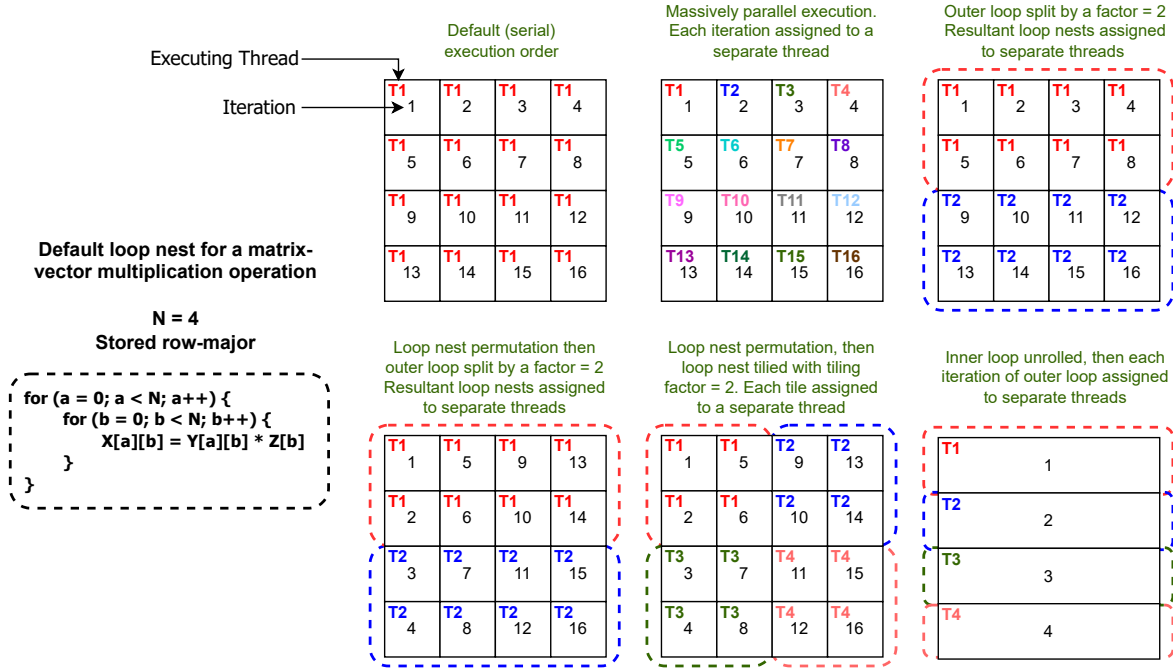 Default (serial)
execution order
Massively parallel execution.
Each iteration assigned to a
separate thread
Outer loop split by a factor = 2
Resultant loop nests assigned
to separate threads
Executing Thread
Iteration
T1 T1 T1 T1
1 2 3 4
T1 T1 T1 T1
5 6 7 8
T1 T1 T1 T1
9 10 11 12
T1 T1 T1 T1
13 14 15 16
T1 T2 T3 T4
1 2 3 4
T5 T6 T7 T8
5 6 7 8
T9 T10 T11 T12
9 10 11 12
T13 T14 T15 T16
13 14 15 16
T1 T1 T1 T1
1 2 3 4
T1 T1 T1 T1
5 6 7 8
T2 T2 T2 T2
9 10 11 12
T2 T2 T2 T2
13 14 15 16
Default loop nest for a matrix-
vector multiplication operation
N = 4
Stored row-major
for (a = 0; a < N; a++) {
for (b = 0; b < N; b++) {
X[a][b] = Y[a][b] * Z[b]
}
}
Loop nest permutation then
outer loop split by a factor = 2
Resultant loop nests assigned
to separate threads
T1 T1 T1 T1
1 5 9 13
T1 T1 T1 T1
2 6 10 14
T2 T2 T2 T2
3 7 11 15
T2 T2 T2 T2
4 8 12 16
Loop nest permutation, then
loop nest tilied with tiling
factor = 2. Each tile assigned
to a separate thread
T1 T1 T2 T2
1 5 9 13
T1 T1 T2 T2
2 6 10 14
T3 T3 T4 T4
3 7 11 15
T3 T3 T4 T4
4 8 12 16
Inner loop unrolled, then each
iteration of outer loop assigned
to separate threads
T1
1
T2
2
T3
3
T4
4